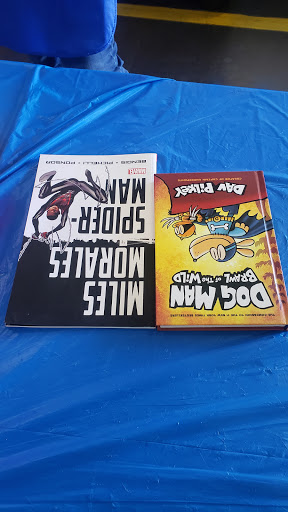 MILES
MORALES
SPIDER-
MAN
MARVEL
BENDIS • PICHELLI • PONSOR
DOG MAN
BRAWL OF THE WILD
DAV PILKEY
CREATOR OF CAPTAIN UNDERPANTS